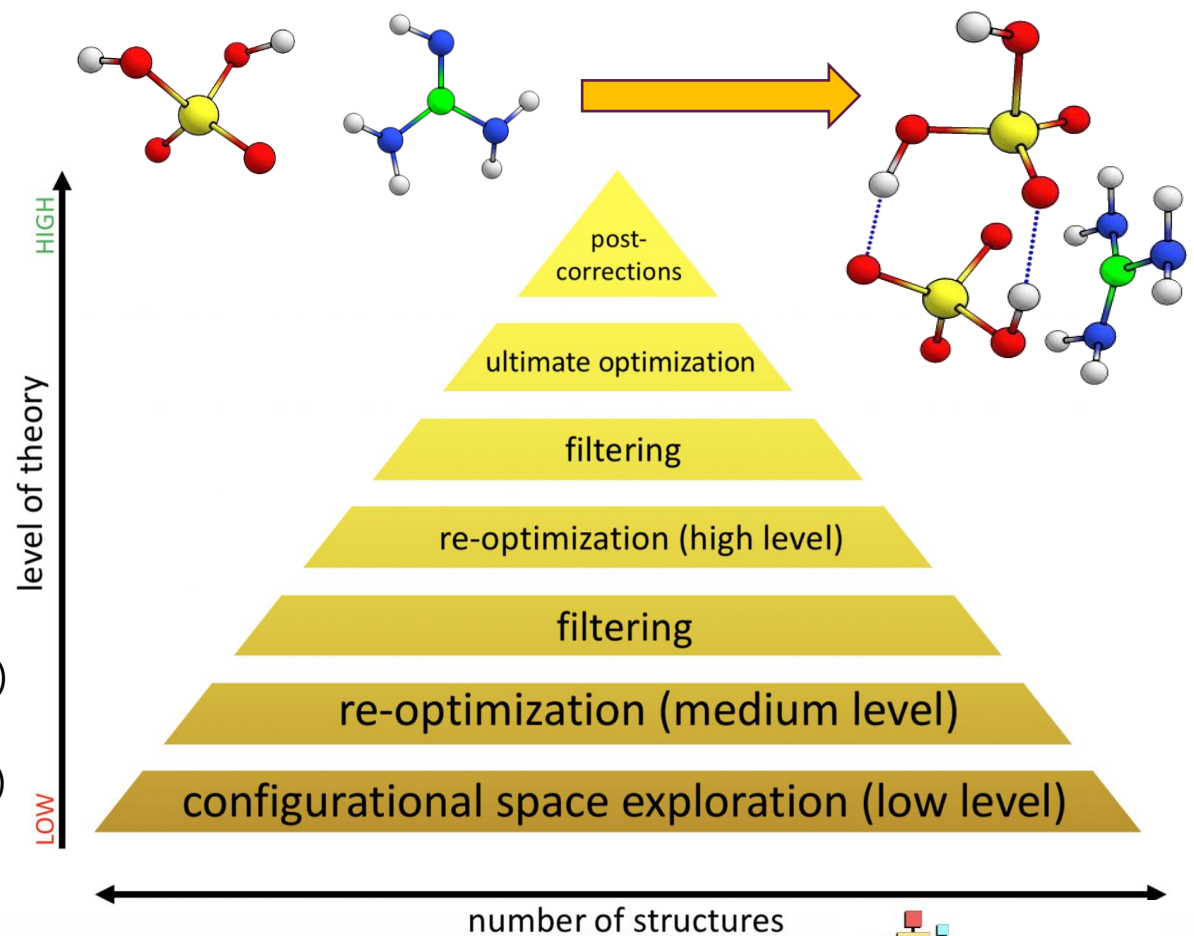 HIGH
post-
corrections
ultimate optimization
filtering
level of theory
re-optimization (high level)
filtering
)
re-optimization (medium level)
)
configurational space exploration (low level)
LOW
number of structures